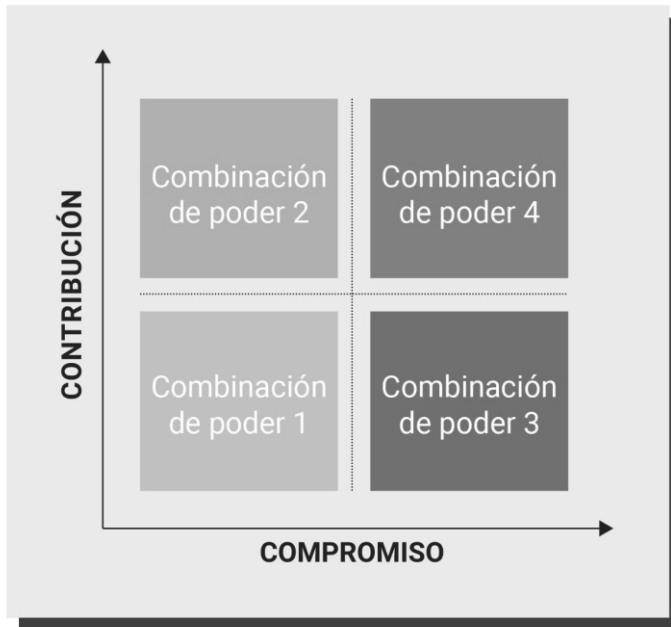 CONTRIBUCIÓN
Combinación
de poder 2
Combinación
de poder 4
Combinación
de poder 1
Combinación
de poder 3
COMPROMISO